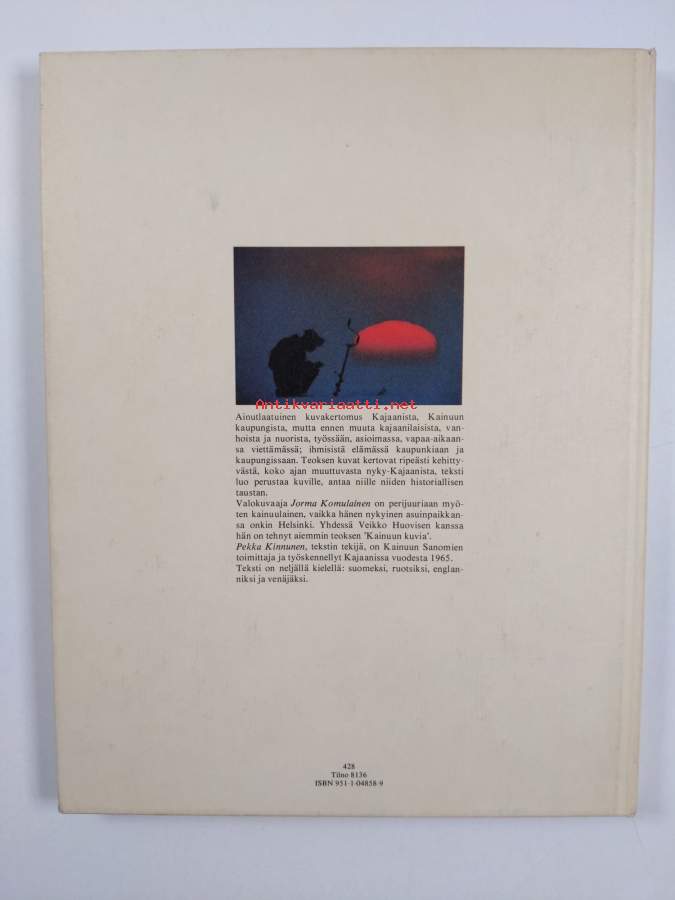 Antikvariaatti.net
Ainutlaatuinen kuvakertomus Kajaanista, Kainuun
kaupungista, mutta ennen muuta kajaanilaisista, van-
hoista ja nuorista, työssään, asioimassa, vapaa-aikaan-
sa viettämässä; ihmisistä elämässä kaupunkiaan ja
kaupungissaan. Teoksen kuvat kertovat ripeästi kehitty-
västä, koko ajan muuttuvasta nyky-Kajaanista, teksti
luo perustaa kuville, antaa niille niiden historiallisen
taustan.
Valokuvaaja Jorma Komulainen on perijuuriaan myö-
ten kainuulainen, vaikka hänen nykyinen asuinpaikkan-
sa onkin Helsinki. Yhdessä Veikko Huovisen kanssa
hän on tehnyt aiemmin teoksen 'Kainuun kuvia'.
Pekka Kinnunen, tekstin tekijä, on Kainuun Sanomien
toimittaja ja työskennellyt Kajaanissa vuodesta 1965.
Teksti on neljällä kielellä: suomeksi, ruotsiksi, englan-
niksi ja venäjäksi.
428
Tilno 8136
ISBN 951-1-04858-9